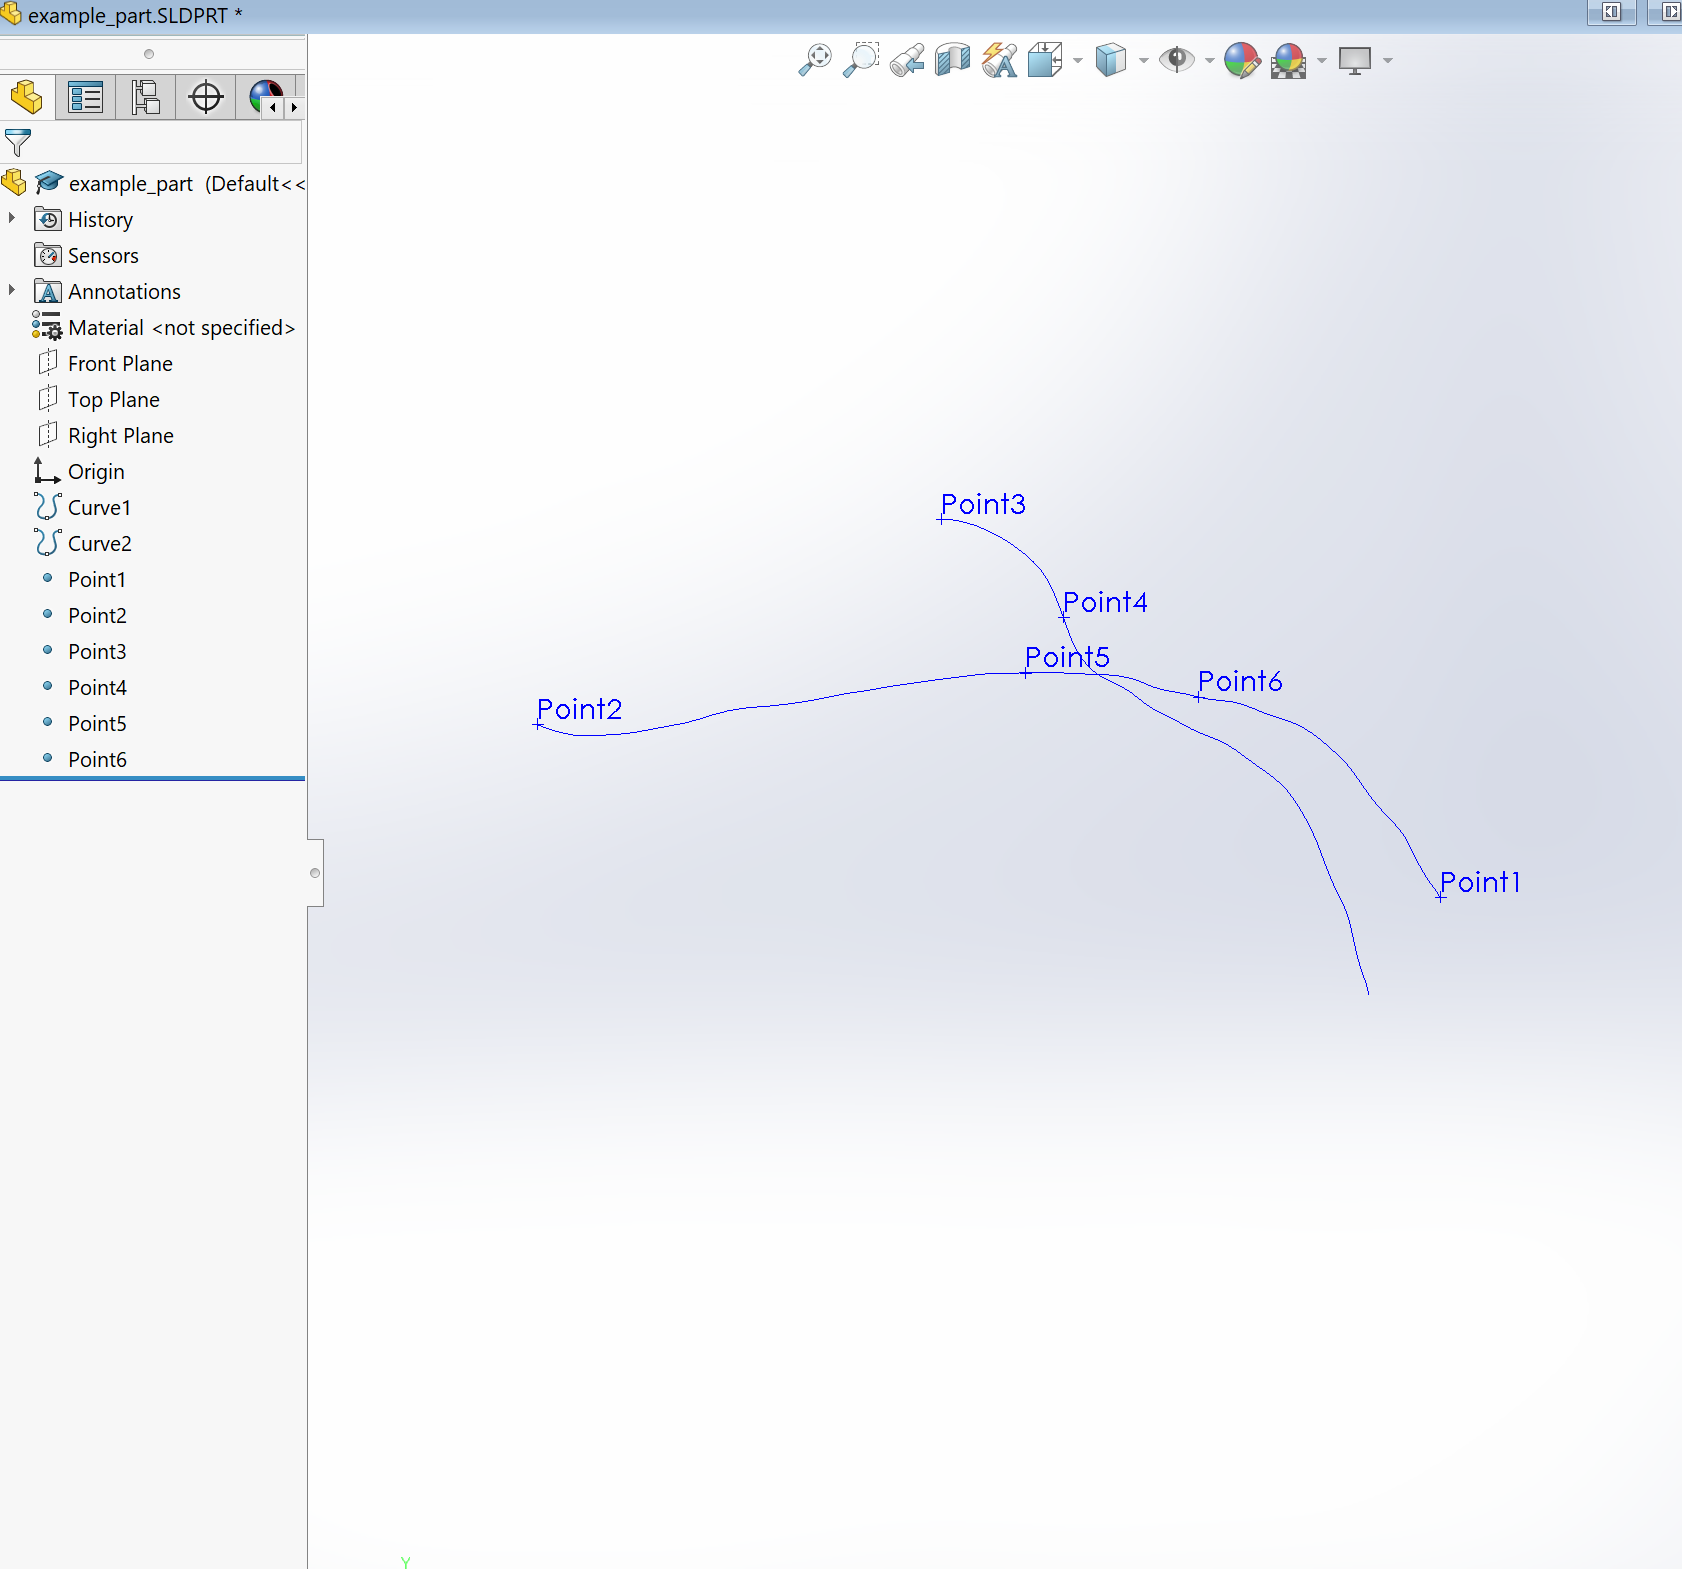 example_part.SLDPRT *
example_part (Default<<
History
Sensors
Annotations
Material <not specified>
Front Plane
Top Plane
Right Plane
Origin
Curve1
Curve2
Point1
Point2
Point3
Point4
Point5
Point6
Point3
Point4
Point5
Point6
Point2
Point1
Y